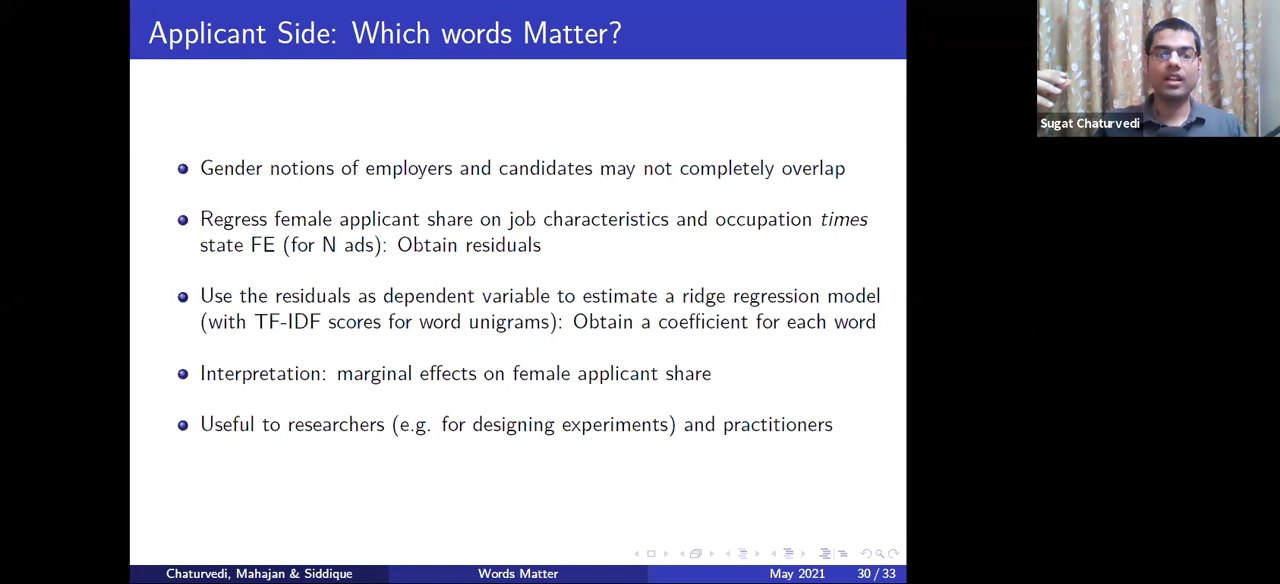 Applicant Side: Which words Matter?
Sugat Chaturvedi
Gender notions of employers and candidates may not completely overlap
Regress female applicant share on job characteristics and occupation times
state FE (for N ads): Obtain residuals
Use the residuals as dependent variable to estimate a ridge regression model
(with TF-IDF scores for word unigrams): Obtain a coefficient for each word
Interpretation: marginal effects on female applicant share
Useful to researchers (e.g. for designing experiments) and practitioners
Chaturvedi, Mahajan & Siddique Words Matter May 2021 30 / 33